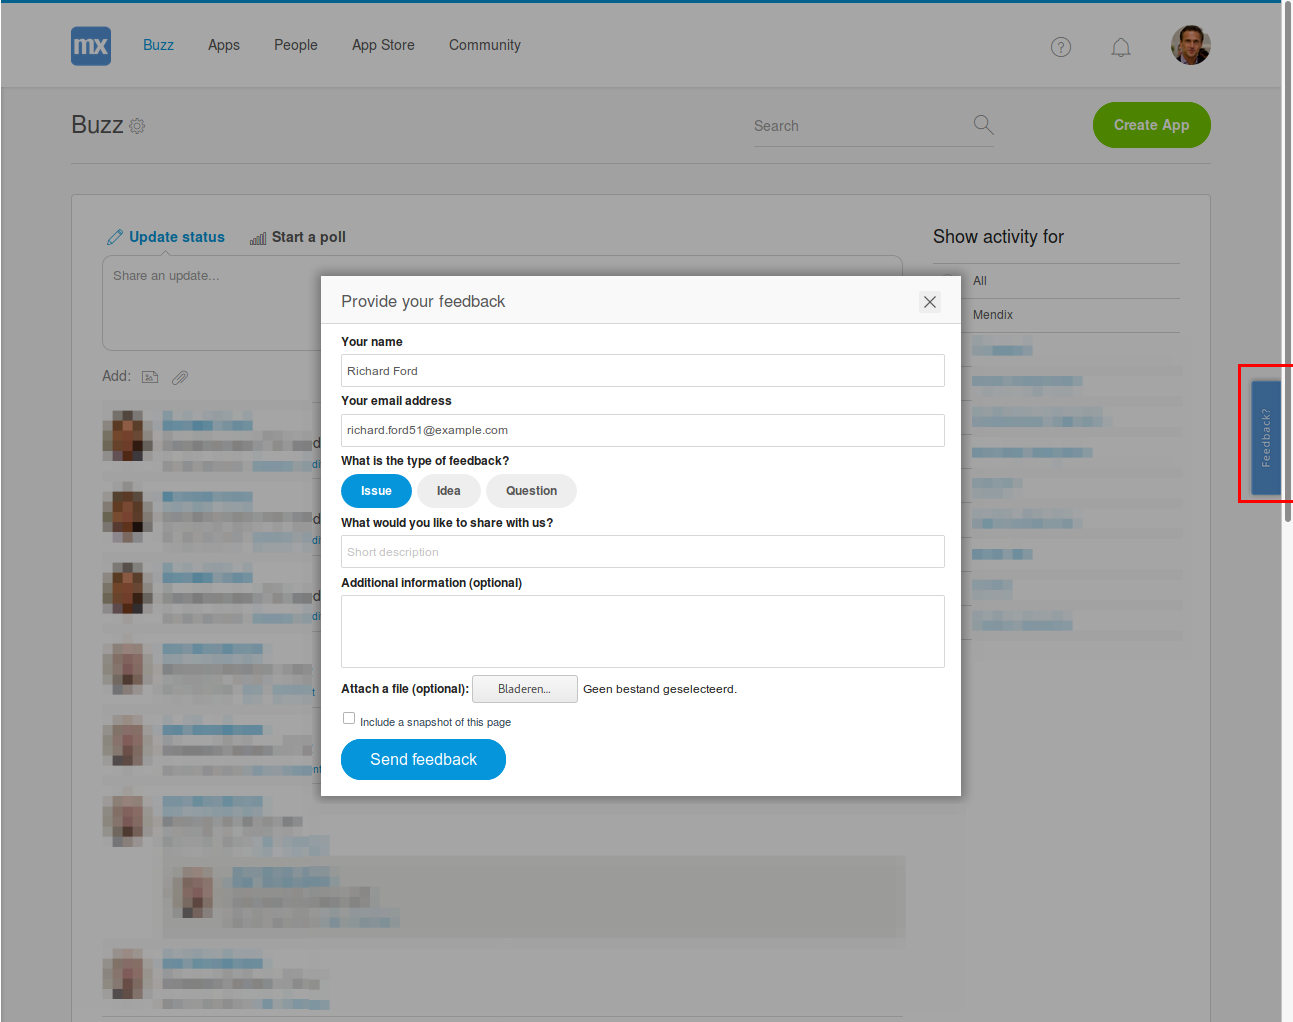 mx
Buzz
Apps
People
App Store
Community
?
Buzz
Search
Create App
Update status
Start a poll
Show activity for
Share an update...
All
Mendix
Add:
Provide your feedback
Your name
Richard Ford
Your email address
richard.ford51@example.com
What is the type of feedback?
Issue
Idea
Question
What would you like to share with us?
Short description
Additional information (optional)
Attach a file (optional):
Bladeren...
Geen bestand geselecteerd.
Include a snapshot of this page
Send feedback
Feedback?